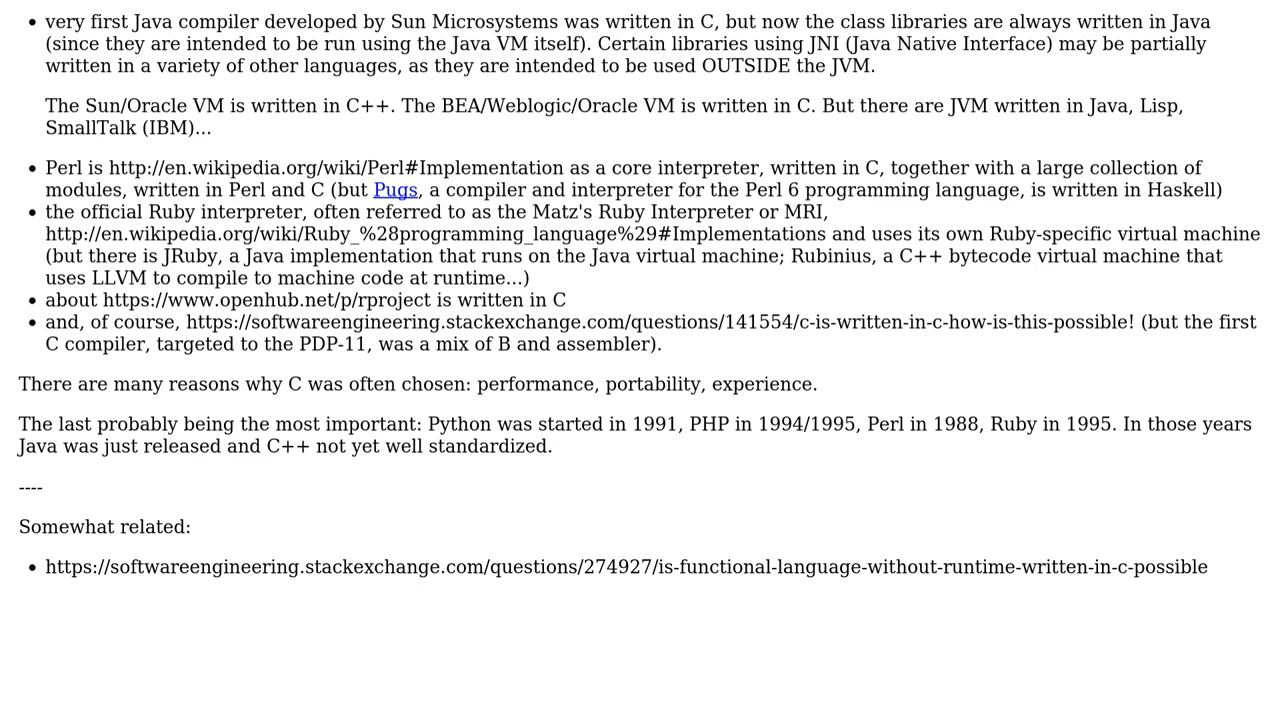 • very first Java compiler developed by Sun Microsystems was written in C, but now the class libraries are always written in Java
(since they are intended to be run using the Java VM itself). Certain libraries using JNI (Java Native Interface) may be partially
written in a variety of other languages, as they are intended to be used OUTSIDE the JVM.
The Sun/Oracle VM is written in C++. The BEA/Weblogic/Oracle VM is written in C. But there are JVM written in Java, Lisp,
SmallTalk (IBM)...
• Perl is http://en.wikipedia.org/wiki/Perl#Implementation as a core interpreter, written in C, together with a large collection of
modules, written in Perl and C (but Pugs, a compiler and interpreter for the Perl 6 programming language, is written in Haskell)
• the official Ruby interpreter, often referred to as the Matz's Ruby Interpreter or MRI,
http://en.wikipedia.org/wiki/Ruby_%28programming_language%29#Implementations and uses its own Ruby-specific virtual machine
(but there is JRuby, a Java implementation that runs on the Java virtual machine; Rubinius, a C++ bytecode virtual machine that
uses LLVM to compile to machine code at runtime...)
• about https://www.openhub.net/p/rproject is written in C
• and, of course, https://softwareengineering.stackexchange.com/questions/141554/c-is-written-in-c-how-is-this-possible! (but the first
C compiler, targeted to the PDP-11, was a mix of B and assembler).
There are many reasons why C was often chosen: performance, portability, experience.
The last probably being the most important: Python was started in 1991, PHP in 1994/1995, Perl in 1988, Ruby in 1995. In those years
Java was just released and C++ not yet well standardized.
----
Somewhat related:
• https://softwareengineering.stackexchange.com/questions/274927/is-functional-language-without-runtime-written-in-c-possible